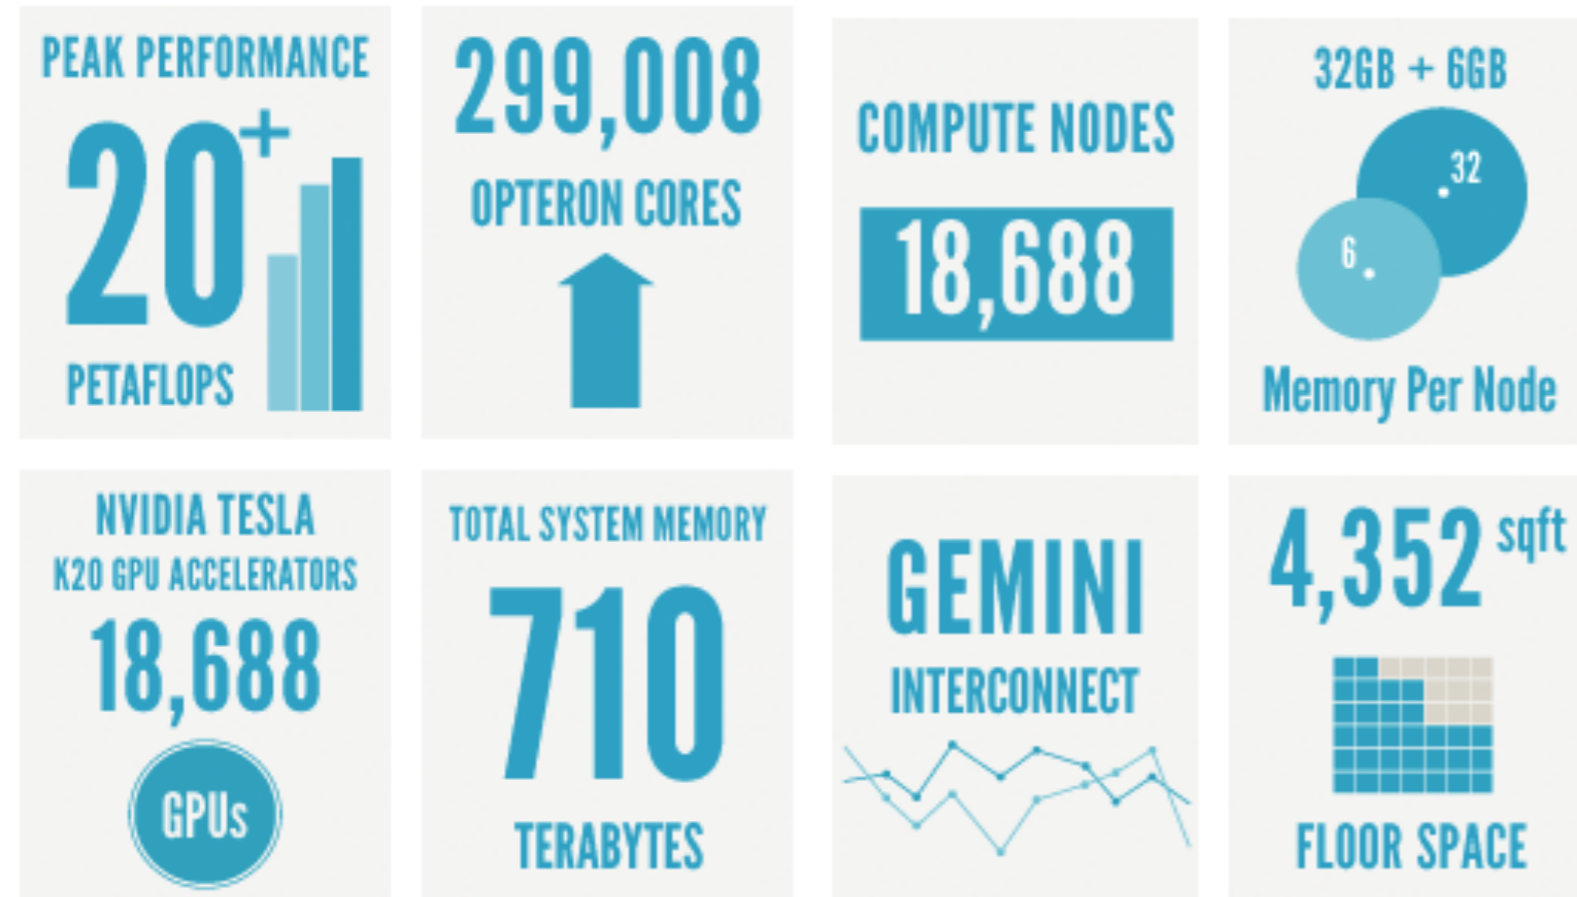 PEAK PERFORMANCE
20+
PETAFLOPS
299,008
OPTERON CORES
COMPUTE NODES
18,688
32GB + 6GB
32
6
Memory Per Node
NVIDIA TESLA
K20 GPU ACCELERATORS
18,688
GPUs
TOTAL SYSTEM MEMORY
710
TERABYTES
GEMINI
INTERCONNECT
4,352 sqft
FLOOR SPACE